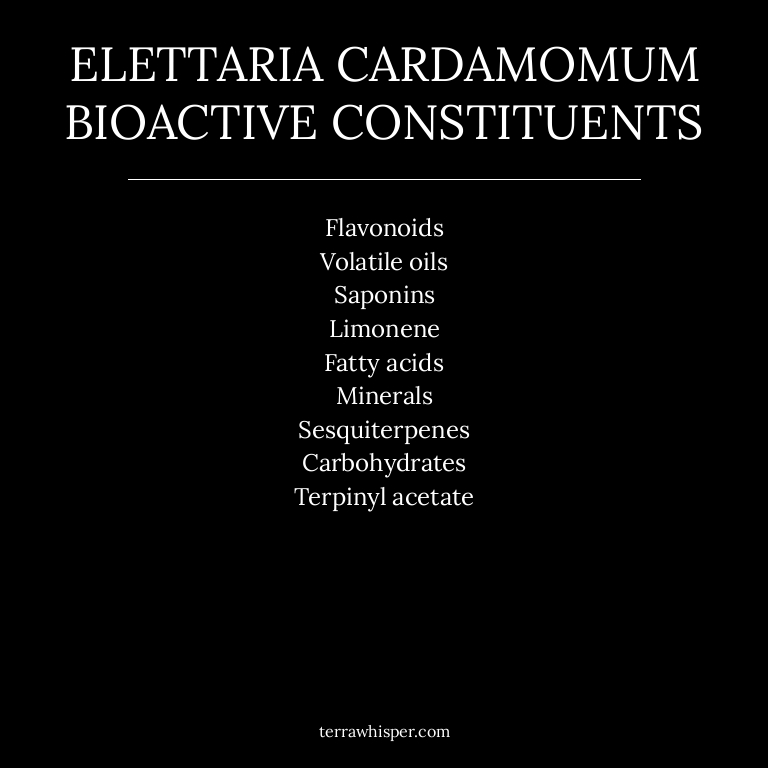 ELETTARIA CARDAMOMUM
BIOACTIVE CONSTITUENTS
Flavonoids
Volatile oils
Saponins
Limonene
Fatty acids
Minerals
Sesquiterpenes
Carbohydrates
Terpinyl acetate
terrawhisper.com